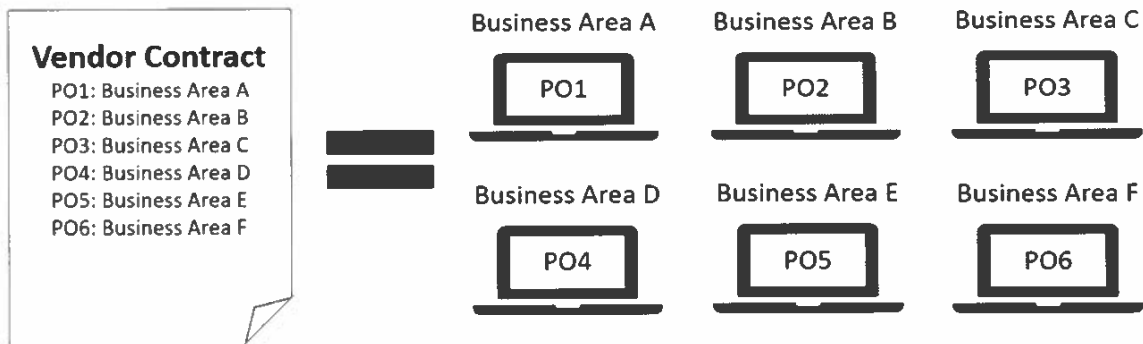 Vendor Contract
PO1: Business Area A
PO2: Business Area B
PO3: Business Area C
PO4: Business Area D
PO5: Business Area E
PO6: Business Area F
Business Area A
Business Area B
Business Area C
PO1
PO2
PO3
Business Area D
Business Area E
Business Area F
PO4
PO5
PO6